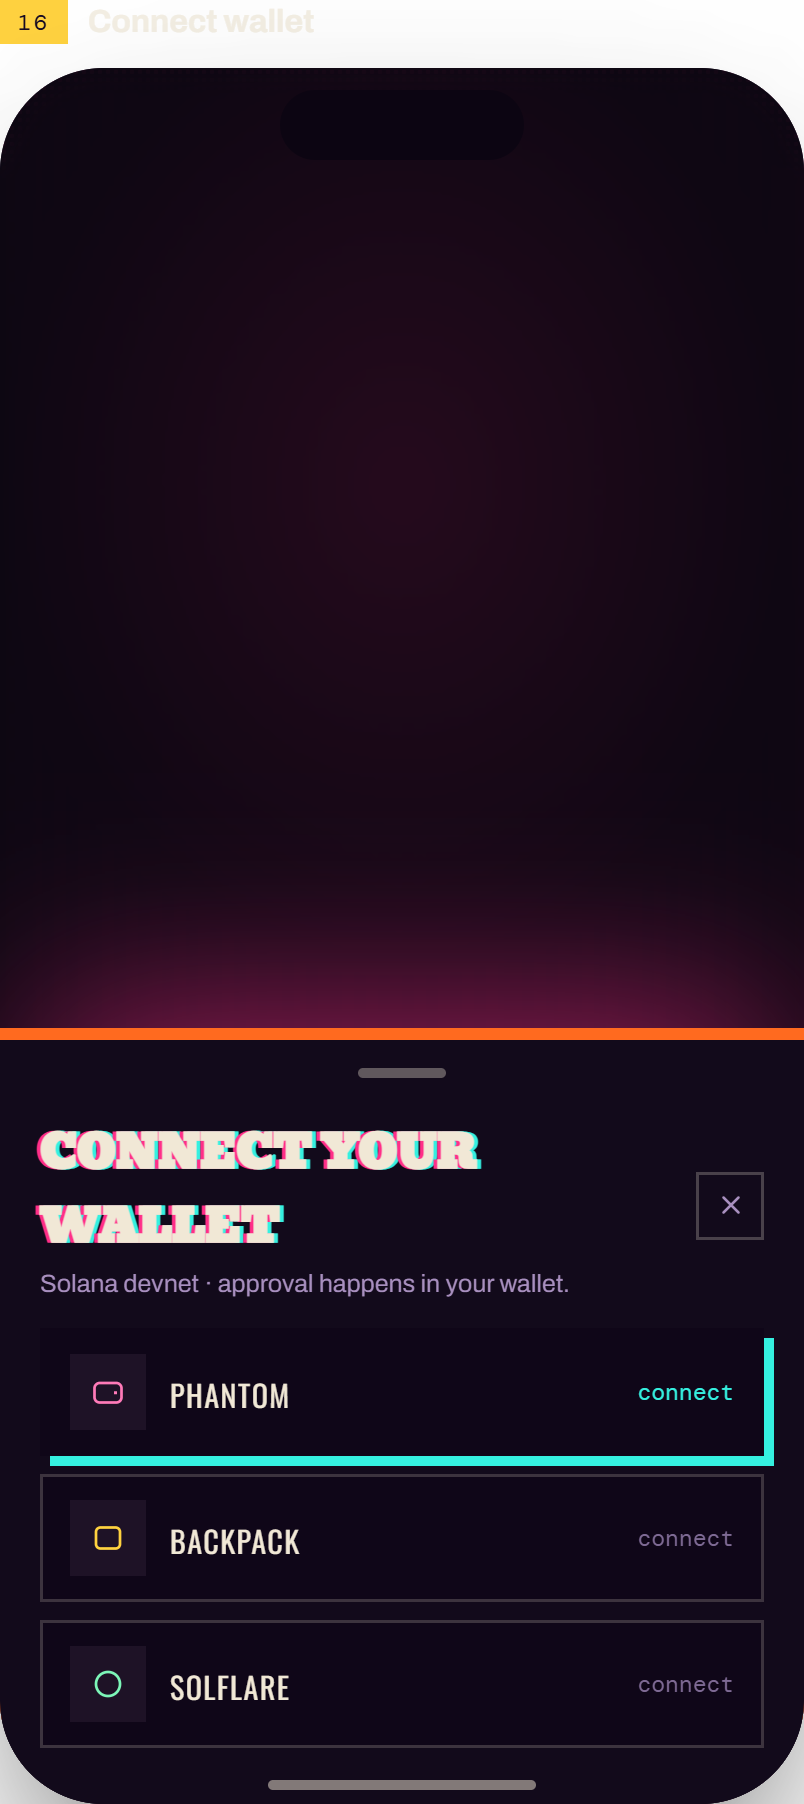 16
Connect wallet
CONNECT YOUR
WALLET
Solana devnet · approval happens in your wallet.
PHANTOM
connect
BACKPACK
connect
SOLFLARE
connect